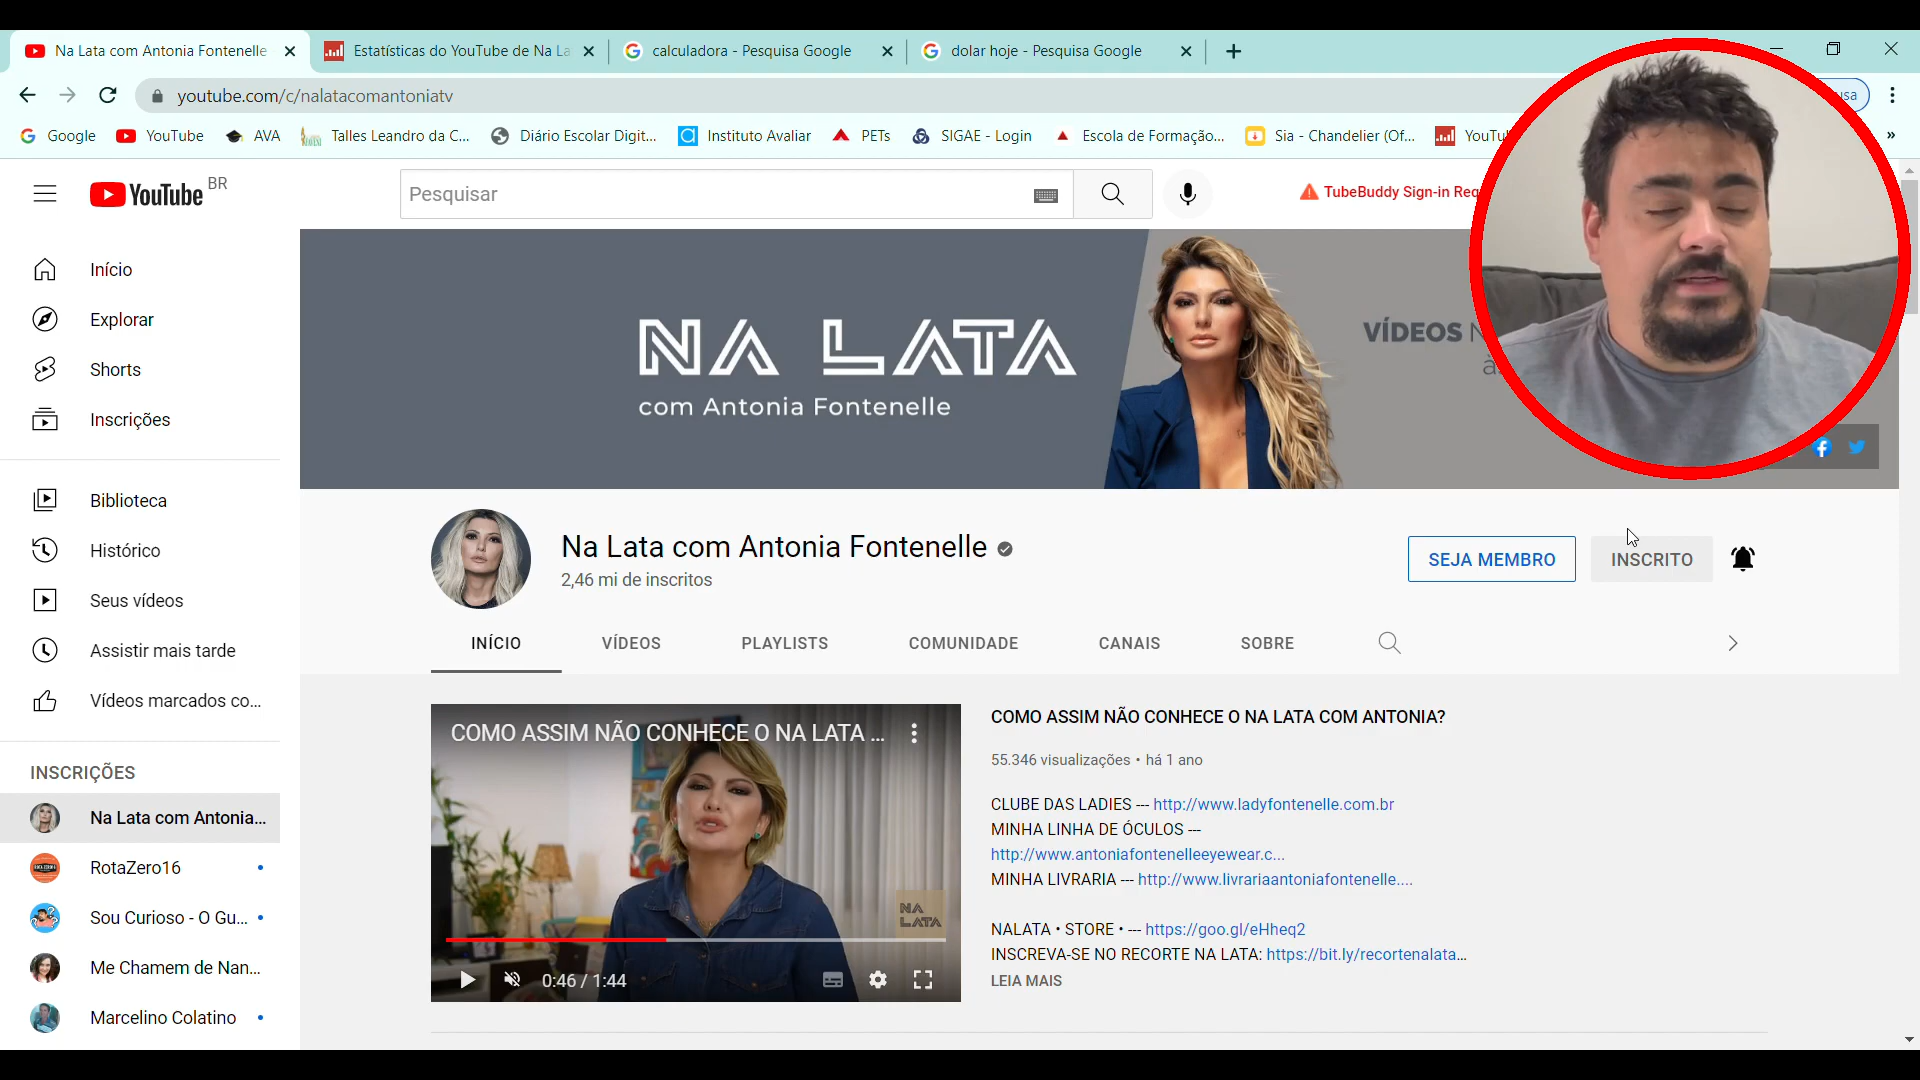 Na Lata com Antonia Fontenelle
Estatísticas do YouTube de Na La
calculadora - Pesquisa Google
dolar hoje - Pesquisa Google
youtube.com/c/nalatacomantoniatv
Google
YouTube
AVA
Talles Leandro da C...
Diário Escolar Digit...
Instituto Avaliar
PETs
SIGAE - Login
Escola de Formação...
Sia - Chandelier (Of...
YouTu
YouTube BR
Pesquisar
TubeBuddy Sign-in Req
Início
Explorar
Shorts
Inscrições
Biblioteca
Histórico
Seus vídeos
Assistir mais tarde
Vídeos marcados co...
INSCRIÇÕES
Na Lata com Antonia...
RotaZero16
Sou Curioso - O Gu...
Me Chamem de Nan...
Marcelino Colatino
NA LATA
com Antonia Fontenelle
VÍDEOS N
Na Lata com Antonia Fontenelle
2,46 mi de inscritos
SEJA MEMBRO
INSCRITO
INÍCIO
VÍDEOS
PLAYLISTS
COMUNIDADE
CANAIS
SOBRE
COMO ASSIM NÃO CONHECE O NA LATA ...
NA
LATA
0:46 / 1:44
COMO ASSIM NÃO CONHECE O NA LATA COM ANTONIA?
55.346 visualizações • há 1 ano
CLUBE DAS LADIES --- http://www.ladyfontenelle.com.br
MINHA LINHA DE ÓCULOS ---
http://www.antoniafontenelleeyewear.c...
MINHA LIVRARIA --- http://www.livrariaantoniafontenelle....
NALATA • STORE • --- https://goo.gl/eHheq2
INSCREVA-SE NO RECORTE NA LATA: https://bit.ly/recortenalata...
LEIA MAIS